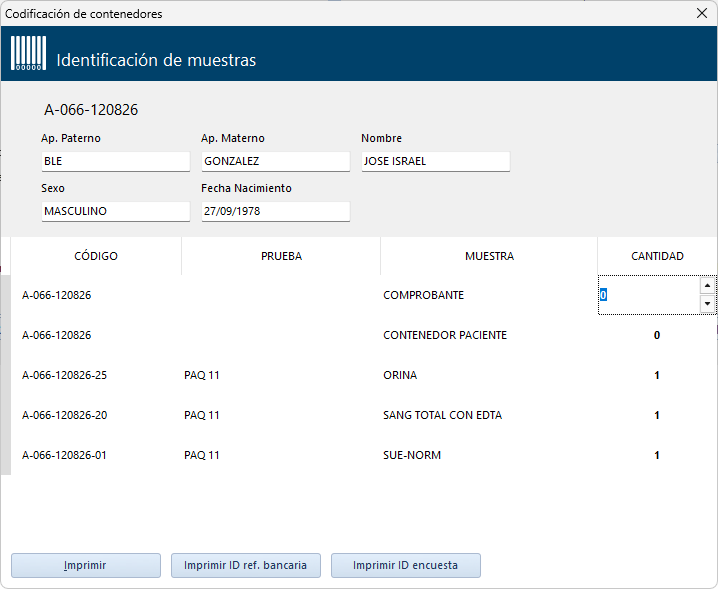 Codificación de contenedores
00000
Identificación de muestras
A-066-120826
Ap. Paterno Ap. Materno Nombre
BLE GONZALEZ JOSE ISRAEL
Sexo Fecha Nacimiento
MASCULINO 27/09/1978
CÓDIGO PRUEBA MUESTRA CANTIDAD
A-066-120826 COMPROBANTE 0
A-066-120826 CONTENEDOR PACIENTE 0
A-066-120826-25 PAQ 11 ORINA 1
A-066-120826-20 PAQ 11 SANG TOTAL CON EDTA 1
A-066-120826-01 PAQ 11 SUE-NORM 1
Imprimir Imprimir ID ref. bancaria Imprimir ID encuesta